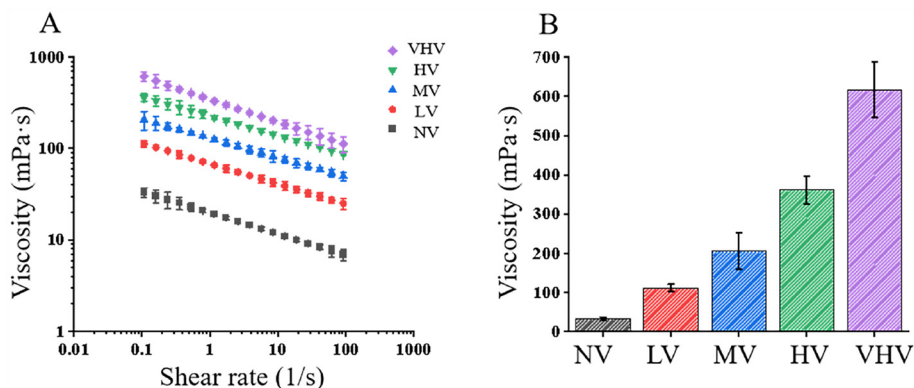 A
Viscosity (mPa·s)
1000
100
10
1
0.01
0.1
1
10
100
1000
Shear rate (1/s)
VHV
HV
MV
LV
NV
B
Viscosity (mPa·s)
700
600
500
400
300
200
100
0
NV
LV
MV
HV
VHV